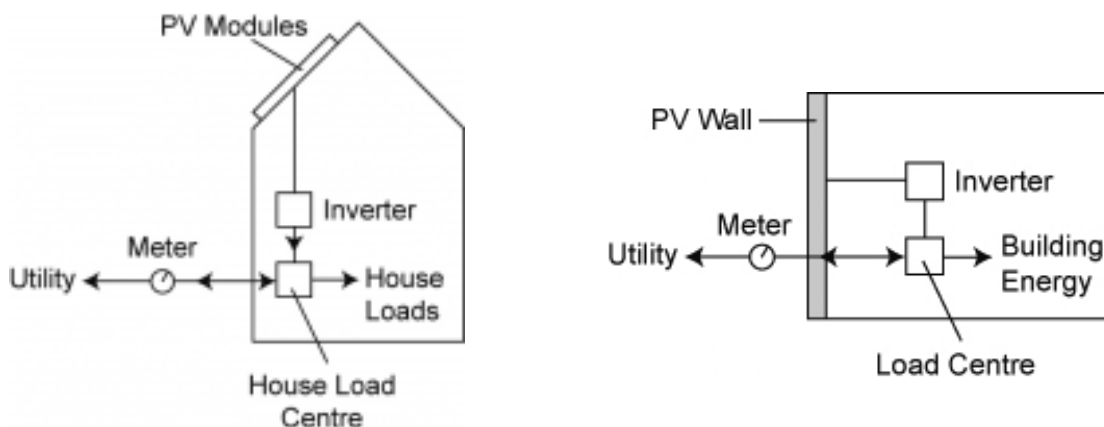 PV Modules
Inverter
Meter
Utility
House
Loads
House Load
Centre
PV Wall
Inverter
Meter
Utility
Building
Energy
Load Centre